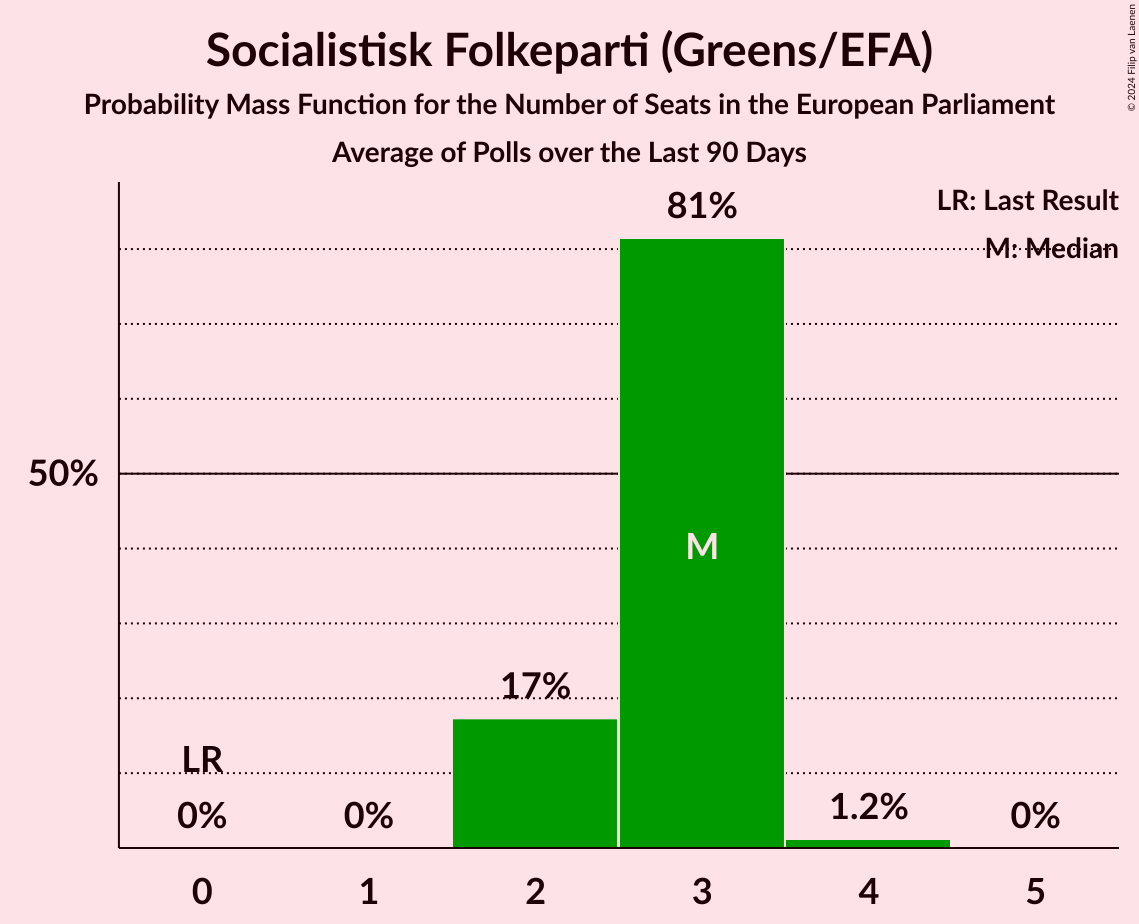 Socialistisk Folkeparti (Greens/EFA)
Probability Mass Function for the Number of Seats in the European Parliament
Average of Polls over the Last 90 Days
© 2024 Filip van Laenen
LR: Last Result
M: Median
81%
50%
M
17%
LR
0%
0%
1.2%
0%
0
1
2
3
4
5